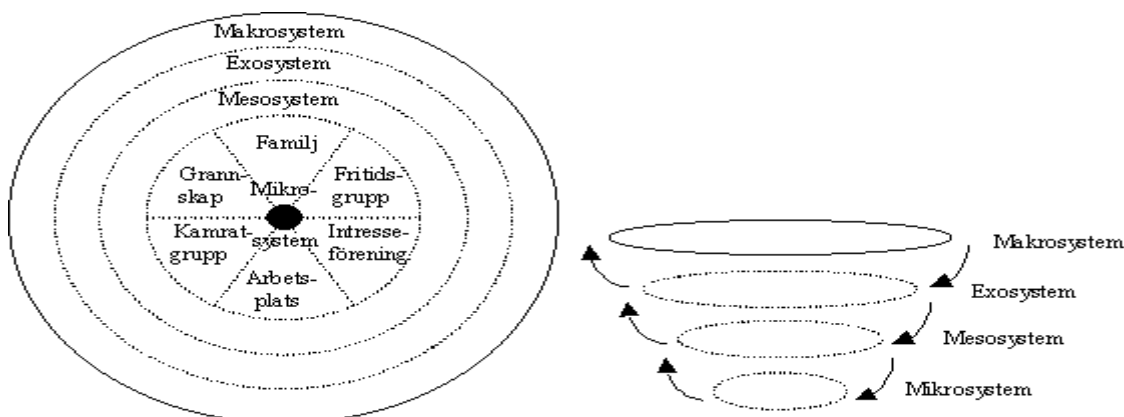 Makrosystem
Exosystem
Mesosystem
Familj
Grann-
skap
Mikro-
Fritids-
grupp
Kamrat-
grupp
system
Intresse-
förening
Arbets-
plats
Makrosystem
Exosystem
Mesosystem
Mikrosystem